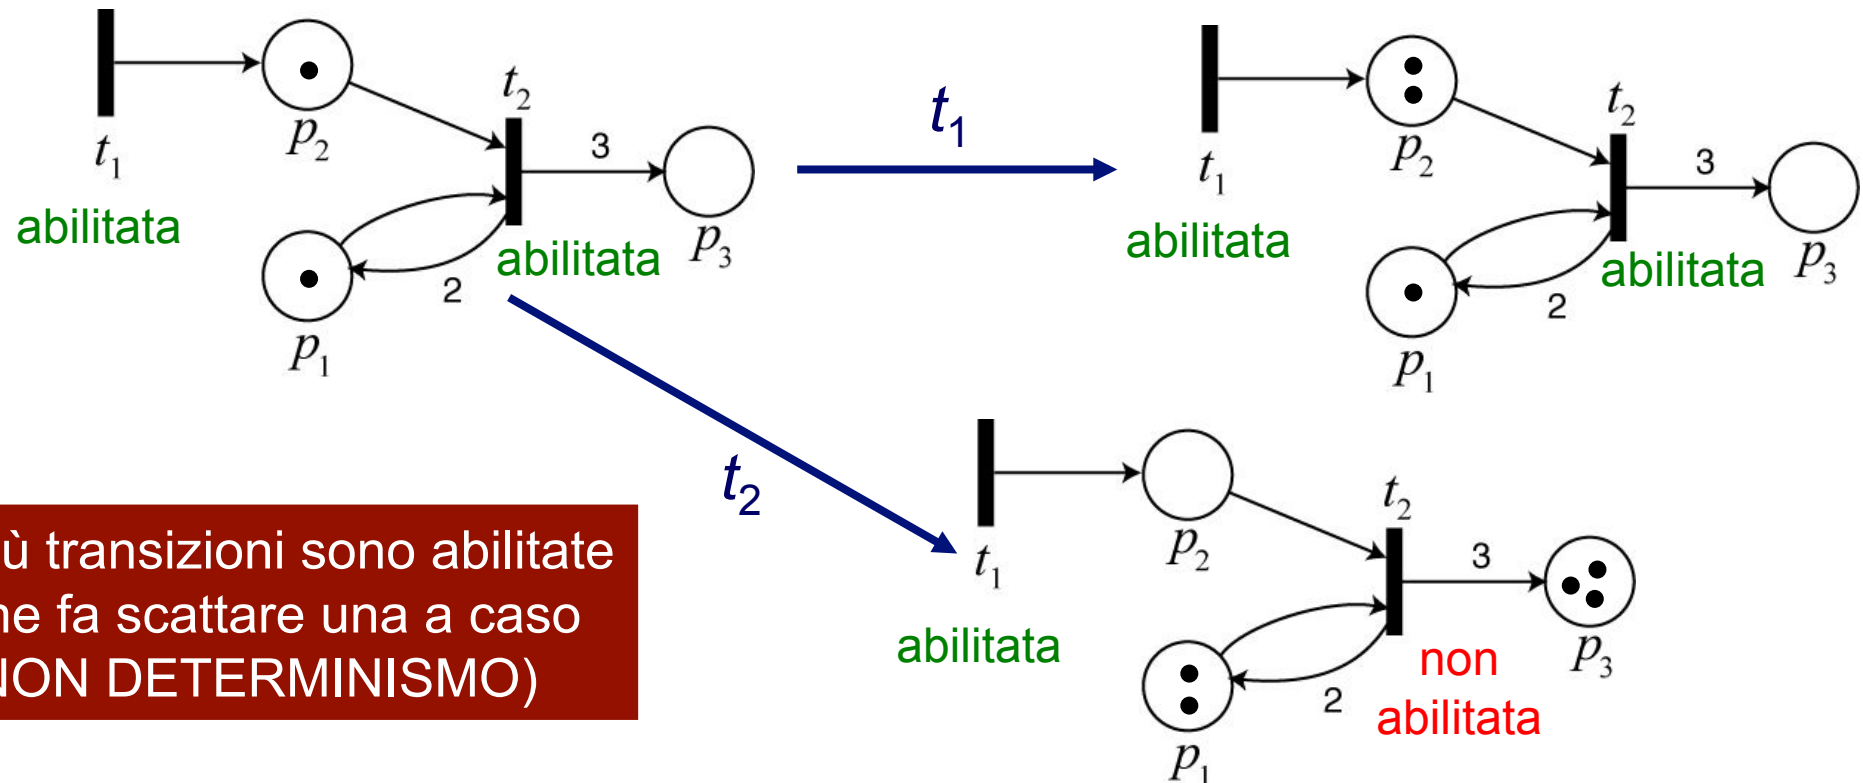 t1
p2
t2
3
p3
abilitata
abilitata
2
p1
t1
t1
p2
t2
3
p3
abilitata
abilitata
2
p1
t2
t1
p2
t2
3
p3
abilitata
non
abilitata
2
p1
transizioni sono abilitate
fa scattare una a caso
NON DETERMINISMO)